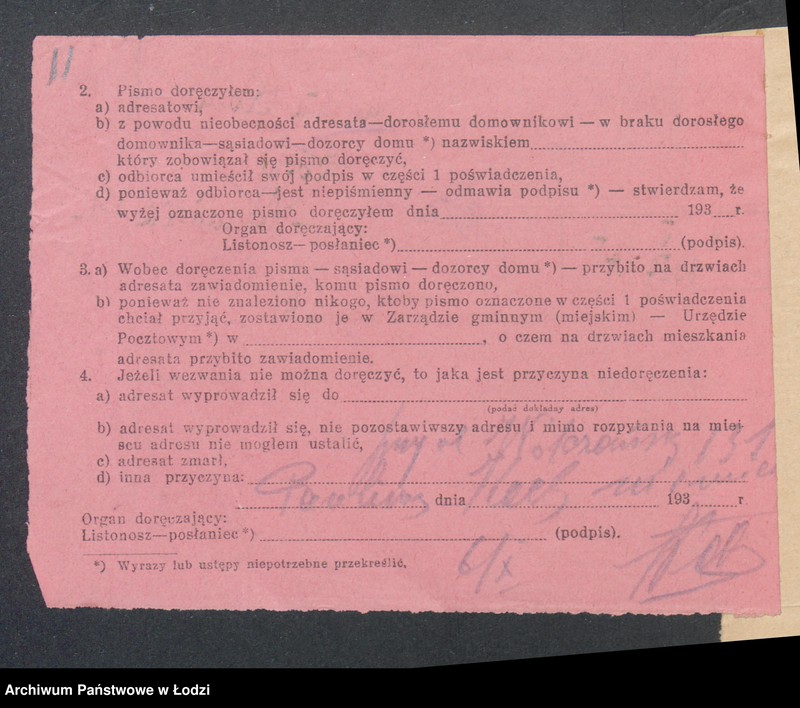 11
2. Pismo doręczyłem:
a) adresatowi,
b) z powodu nieobecności adresata—dorosłemu domownikowi — w braku dorosłego
domownika—sąsiadowi—dozorcy domu *) nazwiskiem
który zobowiązał się pismo doręczyć,
c) odbiorca umieścił swój podpis w części 1 poświadczenia,
d) ponieważ odbiorca—jest niepiśmienny — odmawia podpisu *) — stwierdzam, że
wyżej oznaczone pismo doręczyłem dnia 193 r.
Organ doręczający:
Listonosz—posłaniec *) (podpis).
3. a) Wobec doręczenia pisma — sąsiadowi — dozorcy domu *) — przybito na drzwiach
adresata zawiadomienie, komu pismo doręczono,
b) ponieważ nie znaleziono nikogo, ktoby pismo oznaczone w części 1 poświadczenia
chciał przyjąć, zostawiono je w Zarządzie gminnym (miejskim) — Urzędzie
Pocztowym *) w , o czem na drzwiach mieszkania
adresata przybito zawiadomienie.
4. Jeżeli wezwania nie można doręczyć, to jaka jest przyczyna niedoręczenia:
a) adresat wyprowadził się do
(podać dokładny adres)
b) adresat wyprowadził się, nie pozostawiwszy adresu i mimo rozpytania na miej-
scu adresu nie mogłem ustalić,
c) adresat zmarł,
d) inna przyczyna:
dnia 193 r
Organ doręczający:
Listonosz—posłaniec *) (podpis).
6/X
*) Wyrazy lub ustępy niepotrzebne przekreślić.
Archiwum Państwowe w Łodzi